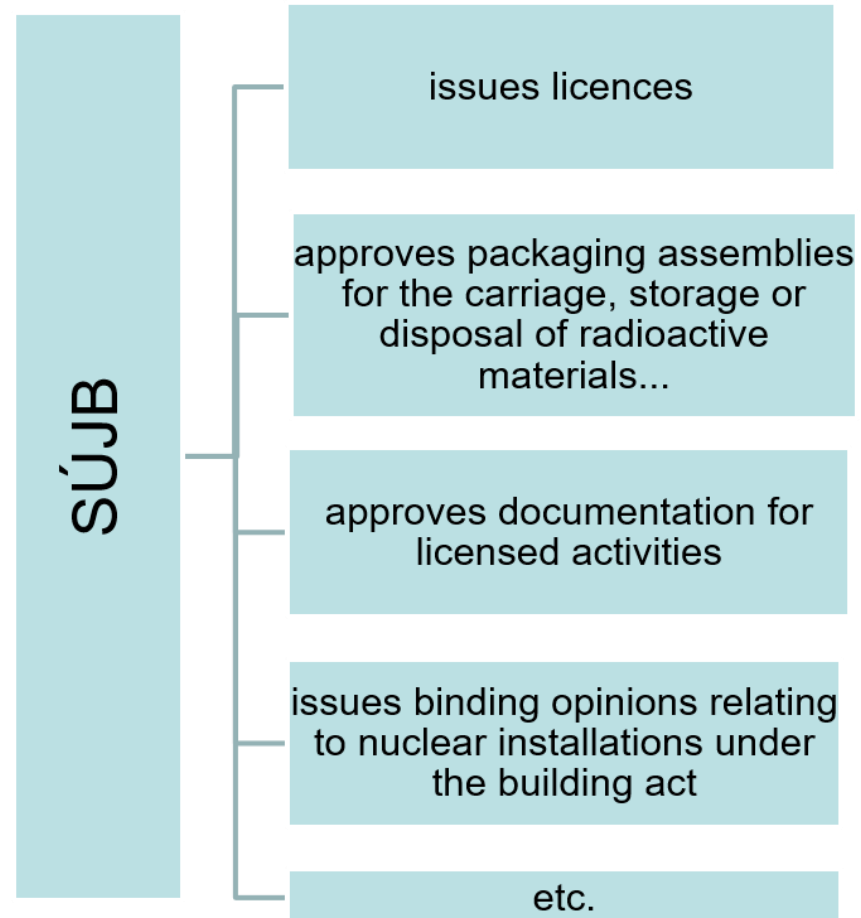 SÚJB
issues licences
approves packaging assemblies
for the carriage, storage or
disposal of radioactive
materials...
approves documentation for
licensed activities
issues binding opinions relating
to nuclear installations under
the building act
etc.